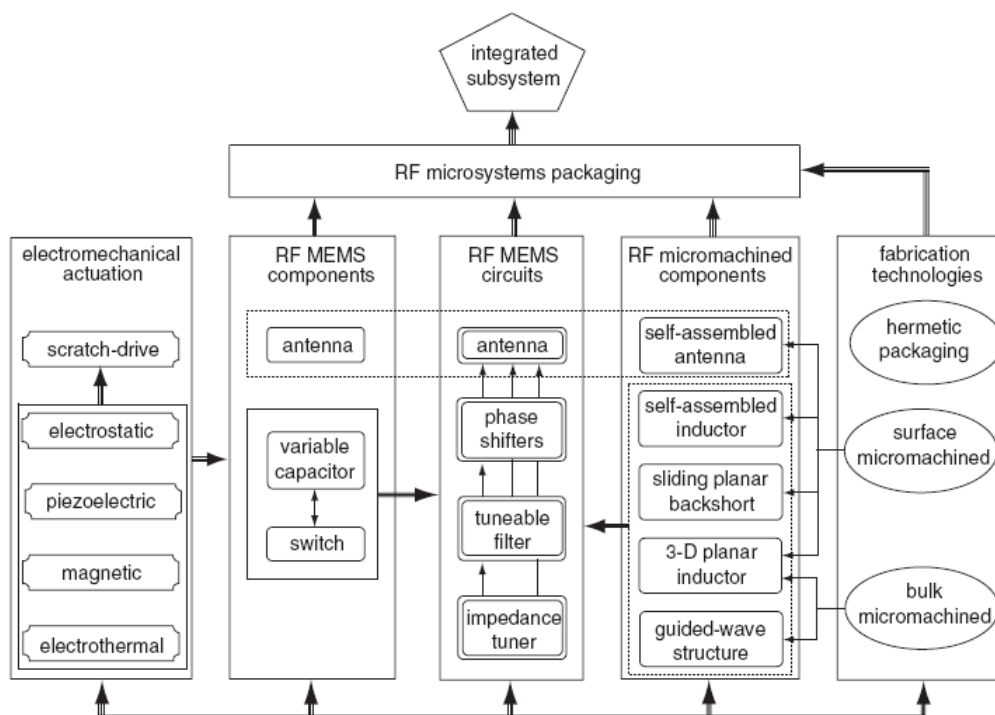 integrated
subsystem
RF microsystems packaging
electromechanical
actuation
scratch-drive
electrostatic
piezoelectric
magnetic
electrothermal
RF MEMS
components
antenna
variable
capacitor
switch
RF MEMS
circuits
antenna
phase
shifters
tuneable
filter
impedance
tuner
RF micromachined
components
self-assembled
antenna
self-assembled
inductor
sliding planar
backshort
3-D planar
inductor
guided-wave
structure
fabrication
technologies
hermetic
packaging
surface
micromachined
bulk
micromachined